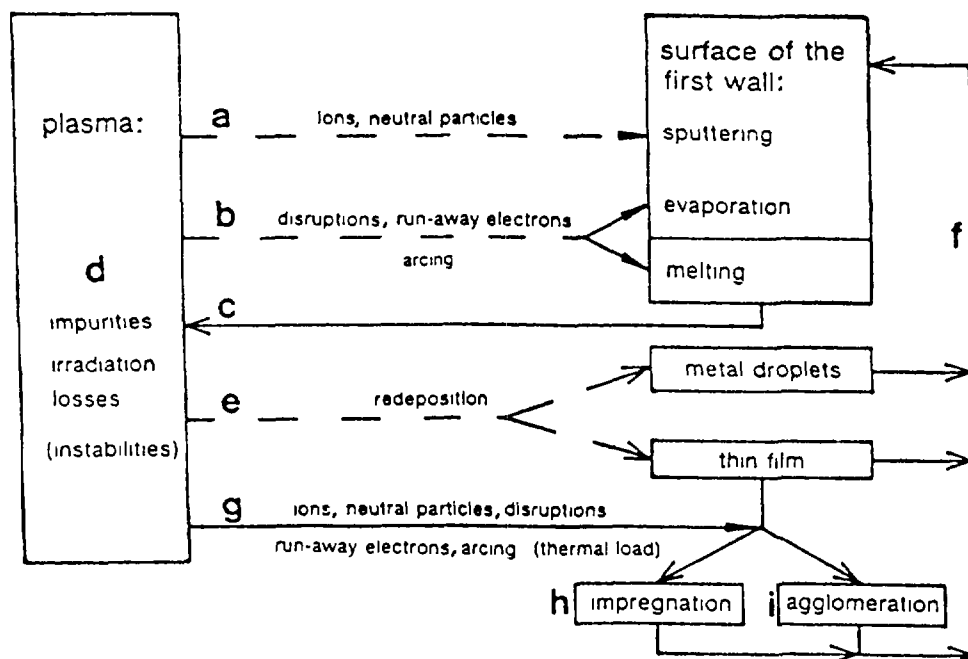 plasma:
d
impurities
irradiation
losses
(instabilities)
a
ions, neutral particles
b
disruptions, run-away electrons
arcing
c
surface of the
first wall:
sputtering
evaporation
melting
f
e
redeposition
metal droplets
thin film
g
ions, neutral particles, disruptions
run-away electrons, arcing (thermal load)
h
impregnation
i
agglomeration